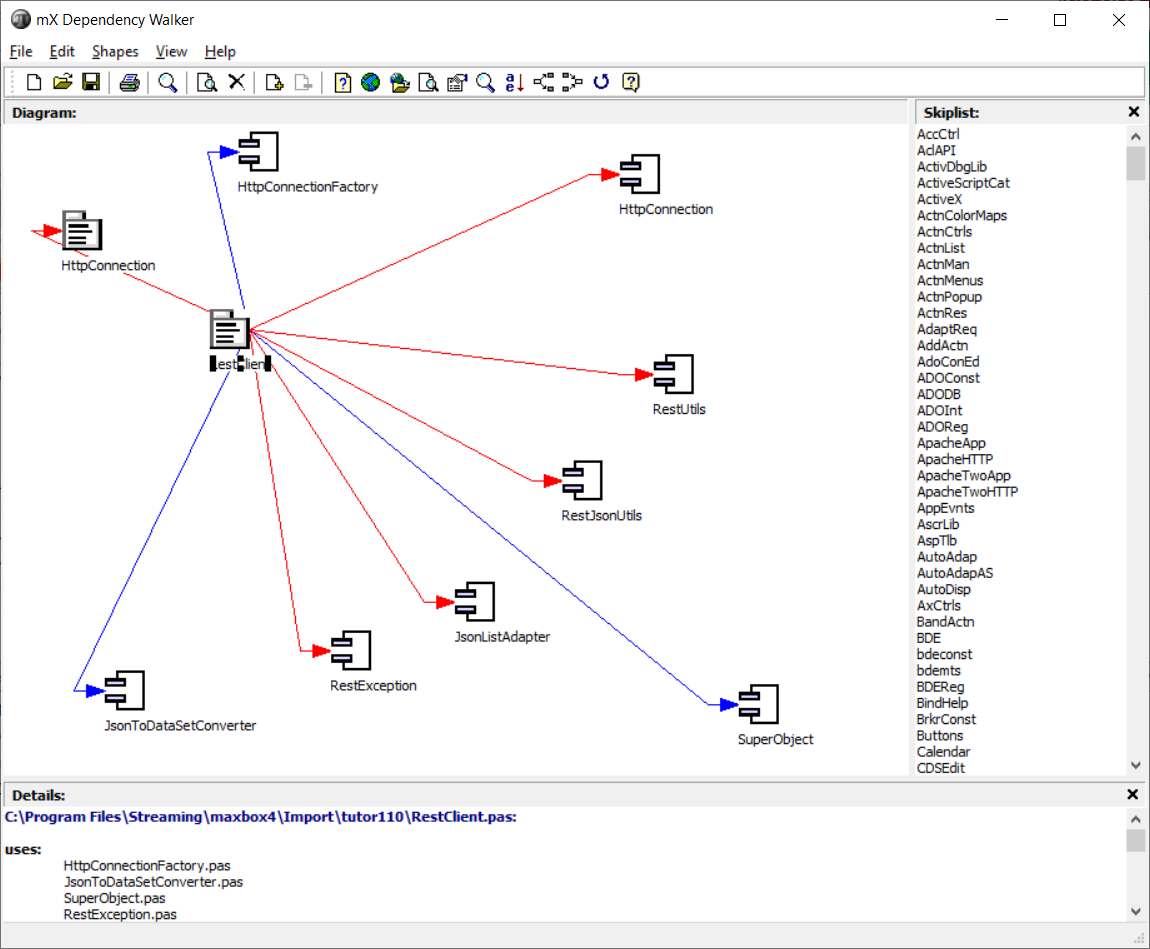 mX Dependency Walker
File Edit Shapes View Help
Diagram:
HttpConnectionFactory
HttpConnection
HttpConnection
RestUtils
RestJsonUtils
JsonListAdapter
RestException
JsonToDataSetConverter
SuperObject
Skiplist:
AccCtrl
AclAPI
ActivDbgLib
ActiveScriptCat
ActiveX
ActnColorMaps
ActnCtrls
ActnList
ActnMan
ActnMenus
ActnPopup
ActnRes
AdaptReq
AddActn
AdoConEd
ADOConst
ADODB
ADOInt
ADOReg
ApacheApp
ApacheHTTP
ApacheTwoApp
ApacheTwoHTTP
AppEvnts
AscrLib
AspTlb
AutoAdap
AutoAdapAS
AutoDisp
AxCtrls
BandActn
BDE
bdeconst
bdemts
BDEReg
BindHelp
BrkrConst
Buttons
Calendar
CDSEdit
Details:
C:\Program Files\Streaming\maxbox4\Import\tutor110\RestClient.pas:
uses:
HttpConnectionFactory.pas
JsonToDataSetConverter.pas
SuperObject.pas
RestException.pas